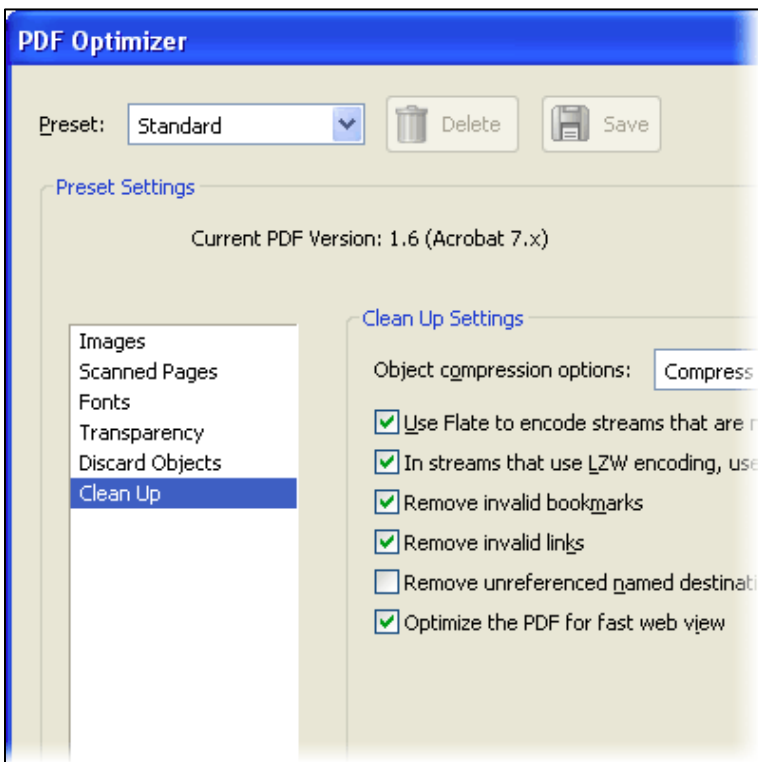 PDF Optimizer
Preset: Standard Delete Save
Preset Settings
Current PDF Version: 1.6 (Acrobat 7.x)
Images
Scanned Pages
Fonts
Transparency
Discard Objects
Clean Up
Clean Up Settings
Object compression options: Compress
Use Flate to encode streams that are
In streams that use LZW encoding, use
Remove invalid bookmarks
Remove invalid links
Remove unreferenced named
Optimize the PDF for fast web view